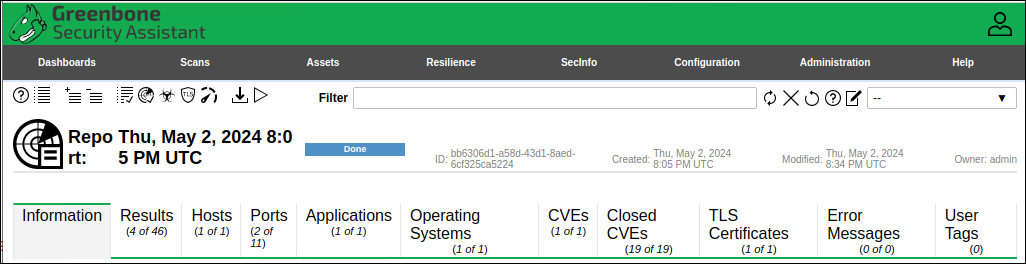 Greenbone
Security Assistant
Dashboards Scans Assets Resilience SecInfo Configuration Administration Help
TLS
Filter --
Repo Thu, May 2, 2024 8:0
rt: 5 PM UTC
Done
ID: bb6306d1-a58d-43d1-8aed-
6cf325ca5224
Created: Thu, May 2, 2024
8:05 PM UTC
Modified: Thu, May 2, 2024
8:34 PM UTC
Owner: admin
Information
Results
(4 of 46)
Hosts
(1 of 1)
Ports
(2 of
11)
Applications
(1 of 1)
Operating
Systems
(1 of 1)
CVEs
(1 of 1)
Closed
CVEs
(19 of 19)
TLS
Certificates
(1 of 1)
Error
Messages
(0 of 0)
User
Tags
(0)